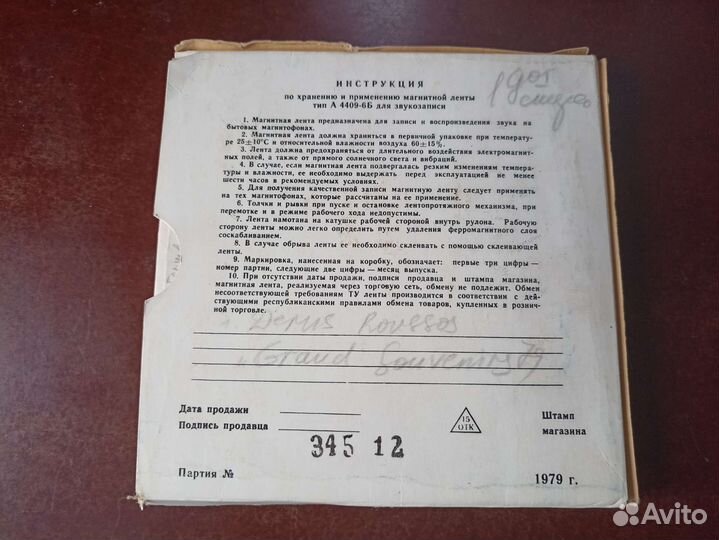 ИНСТРУКЦИЯ
по хранению и применению магнитной ленты
тип А 4409-6Б для звукозаписи
1. Магнитная лента предназначена для записи и воспроизведения звука на
бытовых магнитофонах.
2. Магнитная лента должна храниться в первичной упаковке при температу-
ре 25±10°С и относительной влажности воздуха 60±15%.
3. Лента должна предохраняться от длительного воздействия электромагнит-
ных полей, а также от прямого солнечного света и вибраций.
4. В случае, если магнитная лента подвергалась резким изменениям темпера-
туры и влажности, ее необходимо выдержать перед эксплуатацией не менее
шести часов в рекомендуемых условиях.
5. Для получения качественной записи магнитную ленту следует применять
на тех магнитофонах, которые рассчитаны на ее применение.
6. Толчки и рывки при пуске и остановке лентопротяжного механизма, при
перемотке и в режиме рабочего хода недопустимы.
7. Лента намотана на катушке рабочей стороной внутрь рулона. Рабочую
сторону ленты можно легко определить путем удаления ферромагнитного слоя
соскабливанием.
8. В случае обрыва ленты ее необходимо склеивать с помощью склеивающей
ленты.
9. Маркировка, нанесенная на коробку, обозначает: первые три цифры —
номер партии, следующие две цифры — месяц выпуска.
10. При отсутствии даты продажи, подписи продавца и штампа магазина,
магнитная лента, реализуемая через торговую сеть, обмену не подлежит. Обмен
несоответствующей требованиям ТУ ленты производится в соответствии с дей-
ствующими республиканскими правилами обмена товаров, купленных в рознич-
ной торговле.
Demis Roussos
Grand Souvenirs 79
Дата продажи
Подпись продавца
15
ОТК
Штамп
магазина
345 12
Партия №
1979 г.
Avito